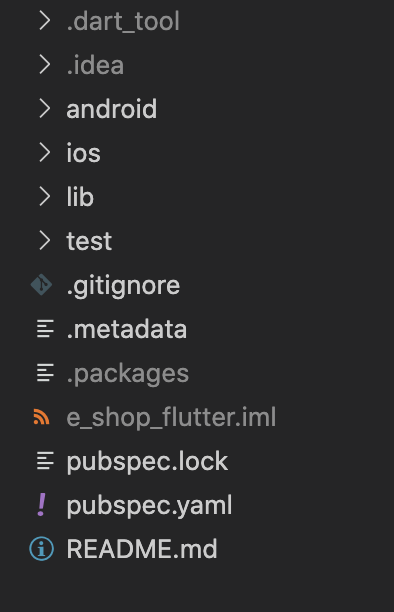 .dart_tool
.idea
android
ios
lib
test
.gitignore
.metadata
.packages
e_shop_flutter.iml
pubspec.lock
pubspec.yaml
README.md